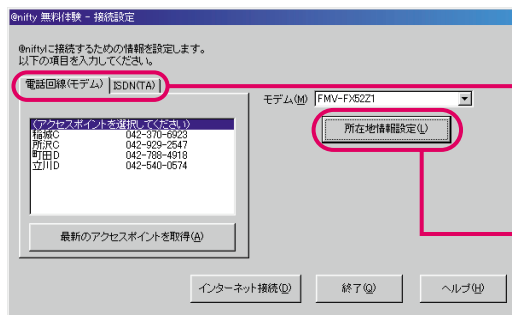 @nifty 無料体験 - 接続設定
@niftyに接続するための情報を設定します。
以下の項目を入力してください。
電話回線(モデム) ISDN(TA)
モデム(M) FMV-FX52Z1
(アクセスポイントを選択してください)
稲城C 042-370-6923
所沢C 042-929-2547
町田D 042-788-4918
立川D 042-540-0574
所在地情報設定(L)
最新のアクセスポイントを取得(A)
インターネット接続(D) 終了(Q) ヘルプ(H)